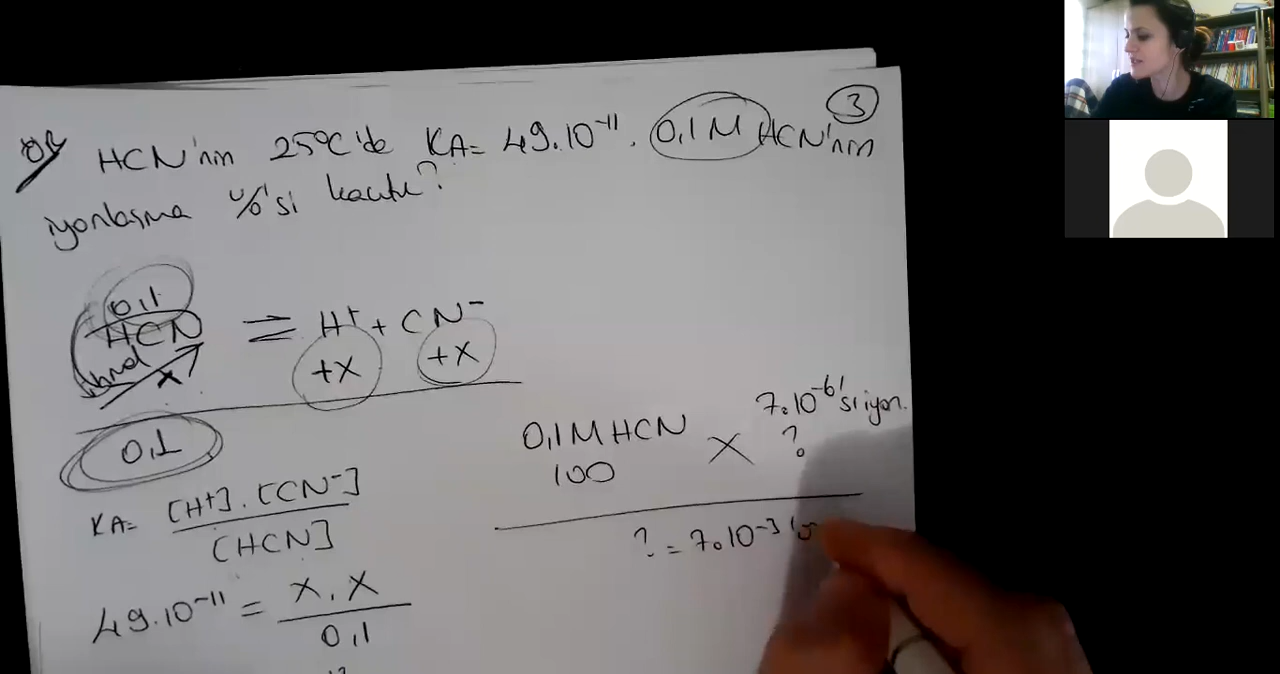 ör HCN'nin 25°C'de KA= 49.10⁻¹¹. 0,1M HCN'nin
③
iyonlaşma %'si kaçtır?
0,1
HCN ⇌ H⁺ + CN⁻
x +x +x
0,1
KA= [H⁺].[CN⁻]
[HCN]
49.10⁻¹¹ = X.X
0,1
0,1M HCN X 7.10⁻⁶'sı iyon.
100 ?
? = 7.10⁻³